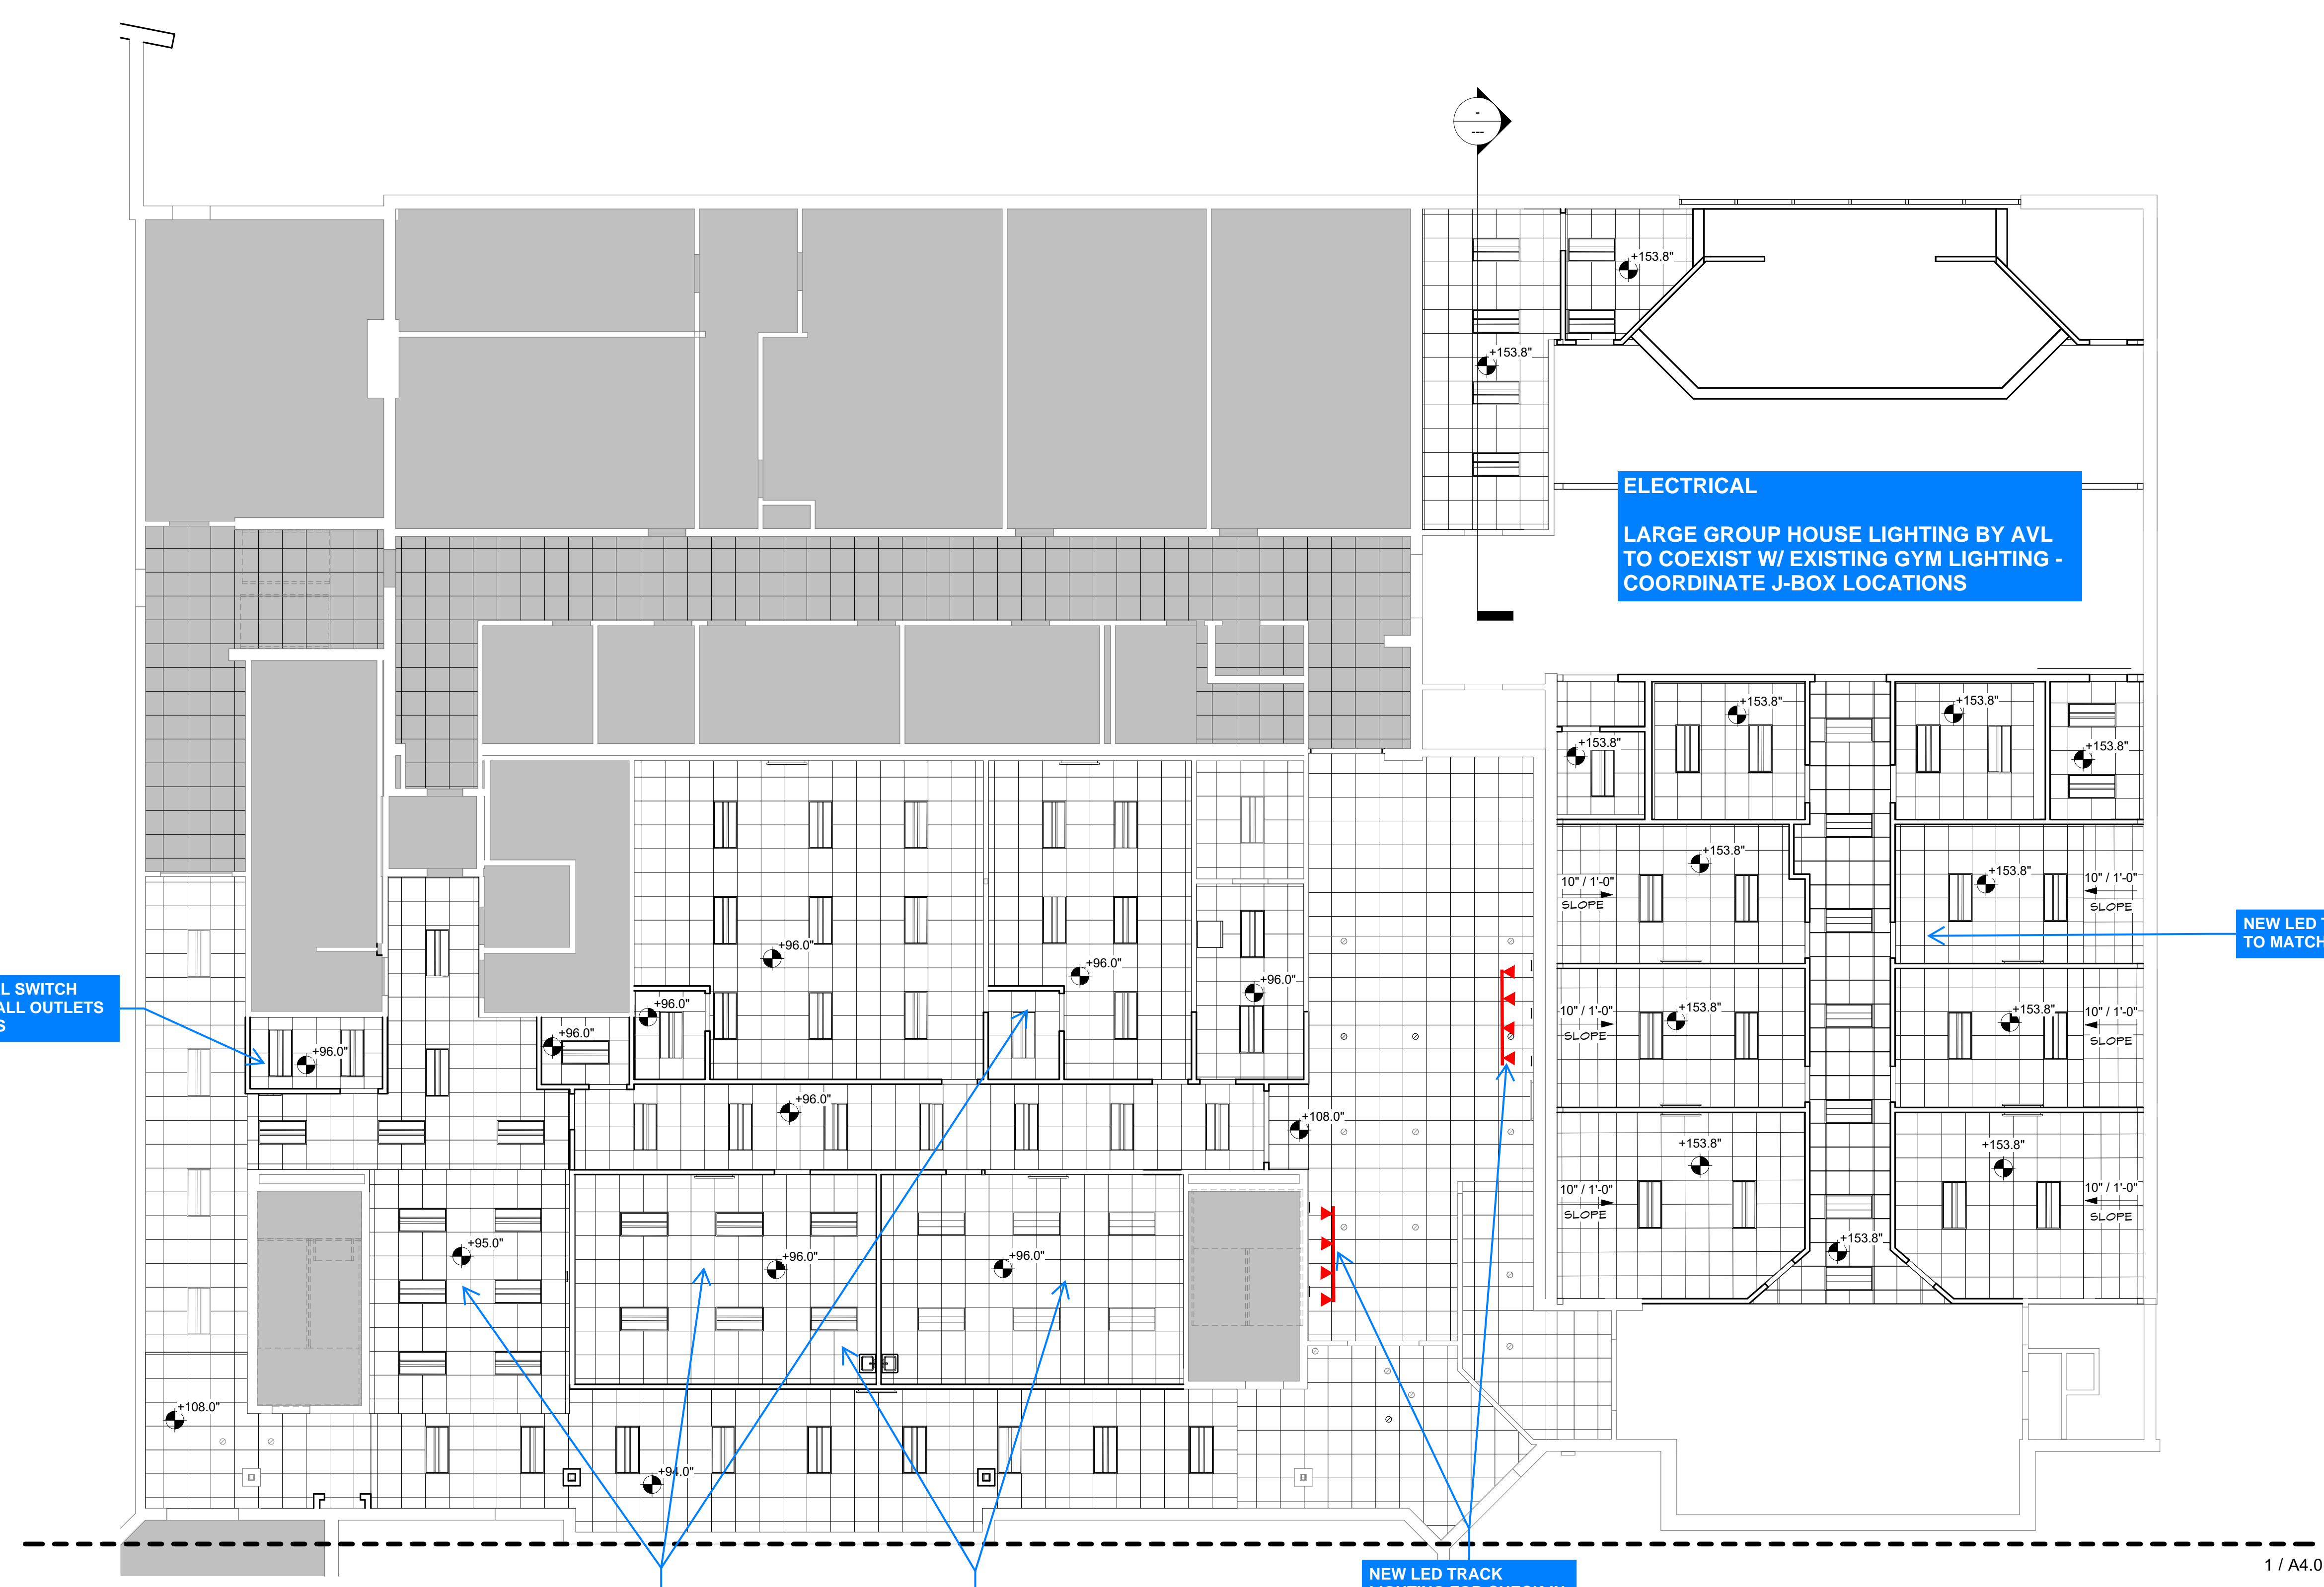 -
---
+153.8"
+153.8"
ELECTRICAL
LARGE GROUP HOUSE LIGHTING BY AVL
TO COEXIST W/ EXISTING GYM LIGHTING -
COORDINATE J-BOX LOCATIONS
+153.8"
+153.8"
+153.8"
+153.8"
+153.8"
+153.8"
10" / 1'-0"
SLOPE
+153.8"
10" / 1'-0"
SLOPE
NEW LED
TO MATCH
+96.0"
+96.0"
+96.0"
L SWITCH
ALL OUTLETS
S
+96.0"
+96.0"
+96.0"
10" / 1'-0"
SLOPE
+153.8"
+153.8"
10" / 1'-0"
SLOPE
+96.0"
+108.0"
+153.8"
+153.8"
10" / 1'-0"
SLOPE
10" / 1'-0"
SLOPE
+95.0"
+96.0"
+96.0"
+153.8"
+108.0"
+94.0"
NEW LED TRACK
1 / A4.0